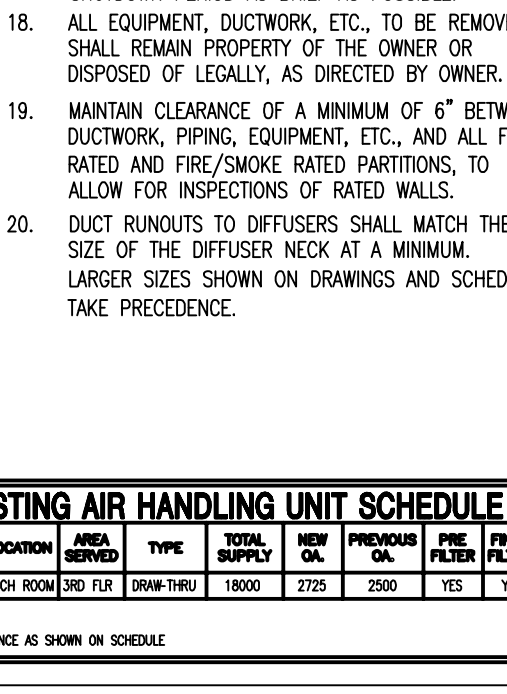 18. ALL EQUIPMENT, DUCTWORK, ETC., TO BE
SHALL REMAIN PROPERTY OF THE OWNER OR
DISPOSED OF LEGALLY, AS DIRECTED BY OWNER.
19. MAINTAIN CLEARANCE OF A MINIMUM OF 6"
DUCTWORK, PIPING, EQUIPMENT, ETC., AND ALL
RATED AND FIRE/SMOKE RATED PARTITIONS, TO
ALLOW FOR INSPECTIONS OF RATED WALLS.
20. DUCT RUNOUTS TO DIFFUSERS SHALL MATCH THE
SIZE OF THE DIFFUSER NECK AT A MINIMUM.
LARGER SIZES SHOWN ON DRAWINGS AND
TAKE PRECEDENCE.
STING AIR HANDLING UNIT SCHEDULE
OCATION AREA SERVED TYPE TOTAL SUPPLY NEW OA. PREVIOUS OA. PRE FILTER
CH ROOM 3RD FLR DRAW-THRU 18000 2725 2500 YES
NCE AS SHOWN ON SCHEDULE